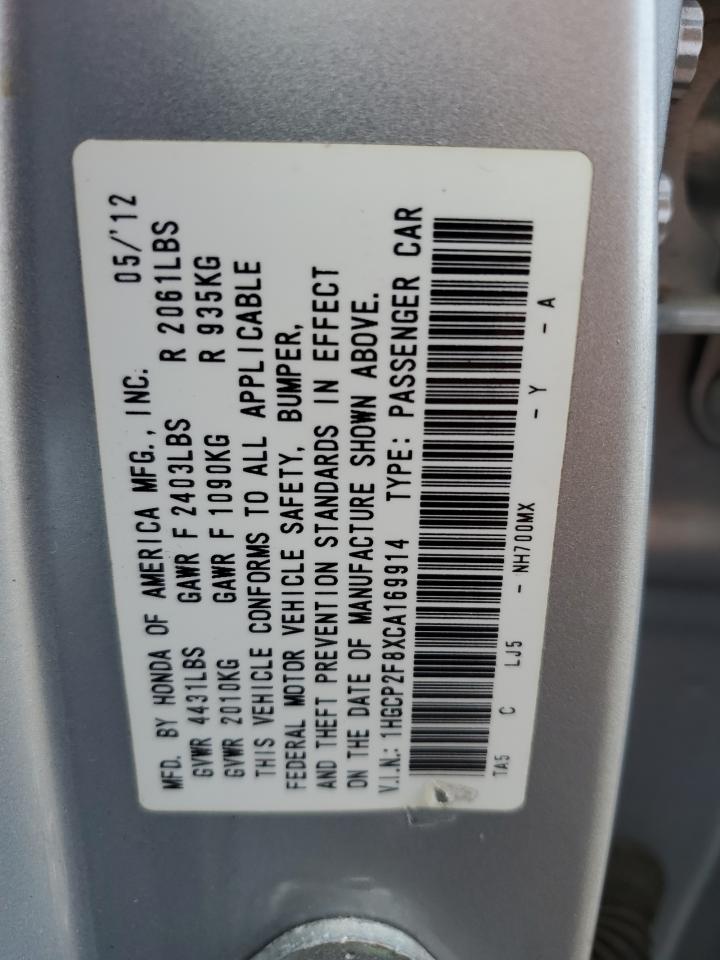 MFD. BY HONDA OF AMERICA MFG., INC. 05/'12
GVWR 4431LBS GAWR F 2403LBS R 2061LBS
GVWR 2010KG GAWR F 1090KG R 935KG
THIS VEHICLE CONFORMS TO ALL APPLICABLE
FEDERAL MOTOR VEHICLE SAFETY, BUMPER,
AND THEFT PREVENTION STANDARDS IN EFFECT
ON THE DATE OF MANUFACTURE SHOWN ABOVE.
V.I.N.: 1HGCP2F8XCA169914 TYPE: PASSENGER CAR
TA5 C LJ5 - NH700MX - Y - A